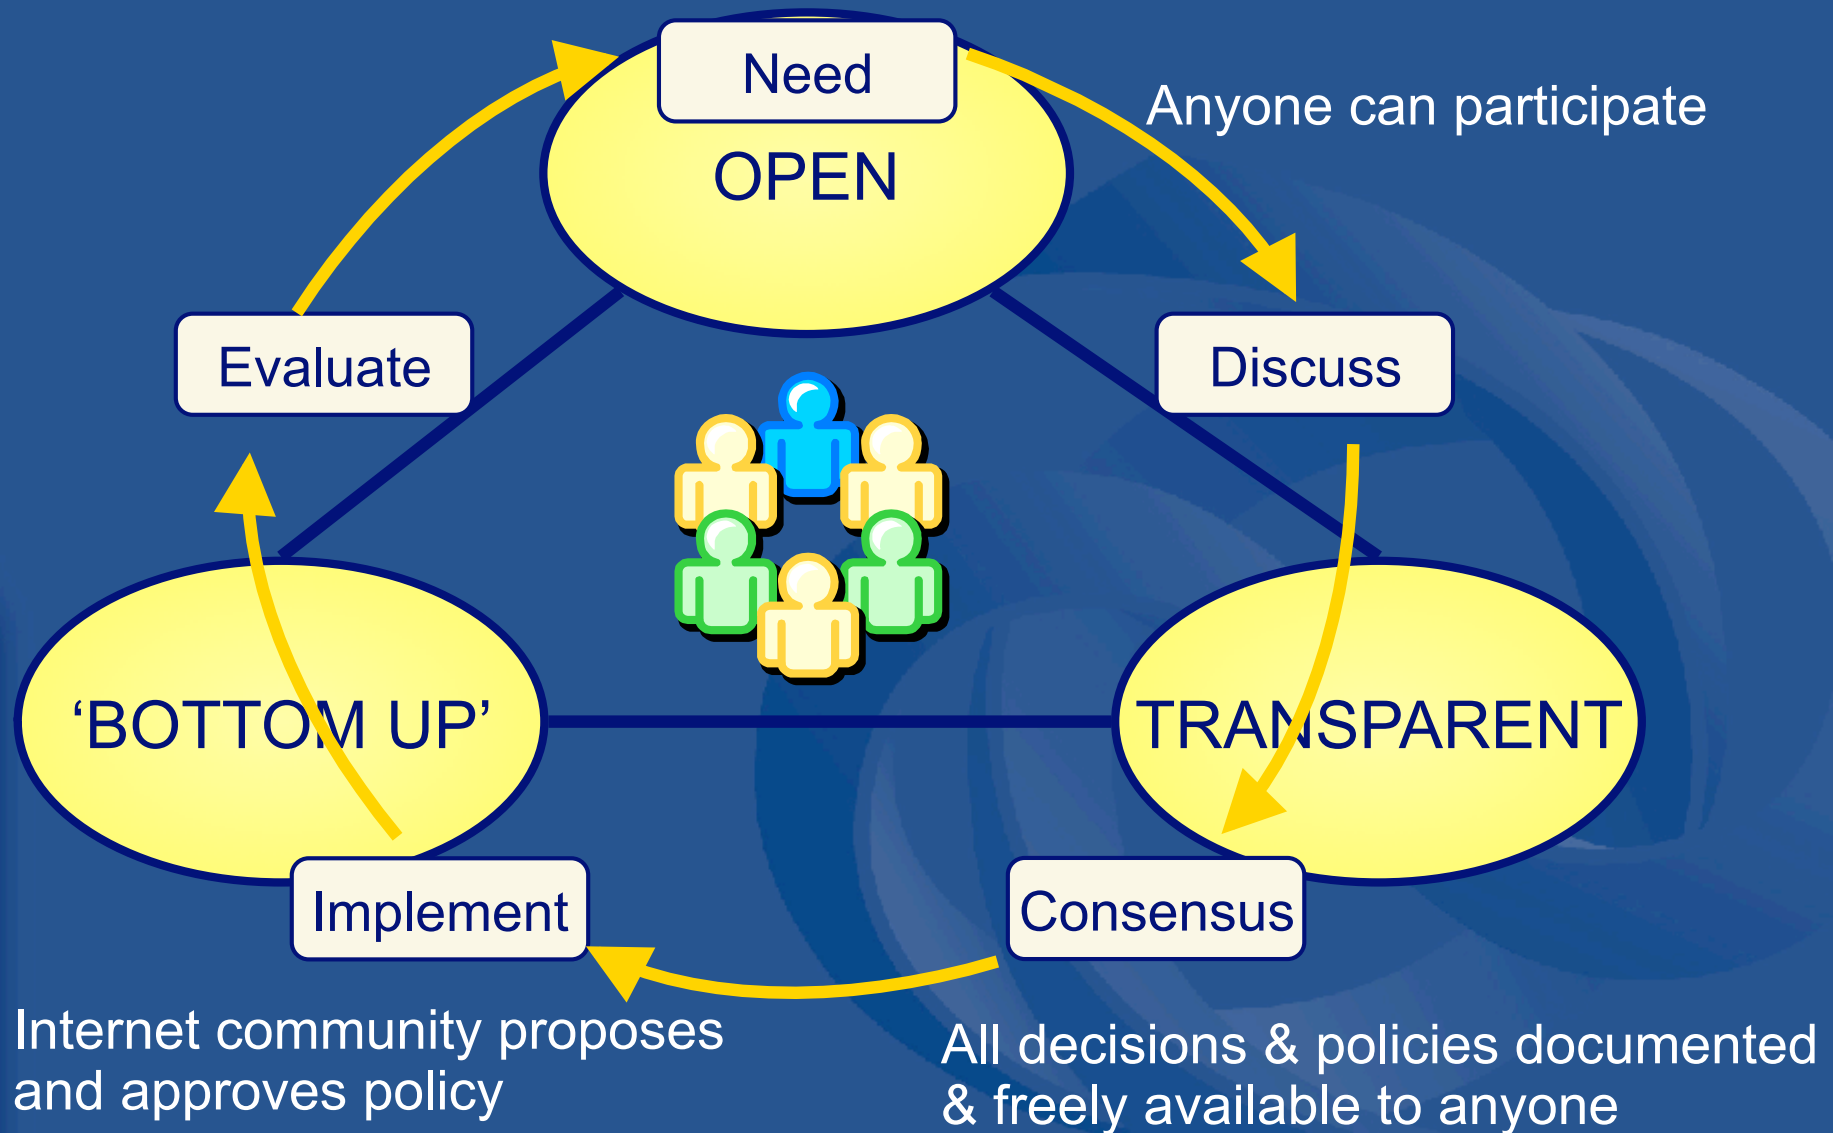 Need
Anyone can participate
OPEN
Evaluate
Discuss
‘BOTTOM UP’
TRANSPARENT
Implement
Consensus
Internet community proposes
and approves policy
All decisions & policies documented
& freely available to anyone